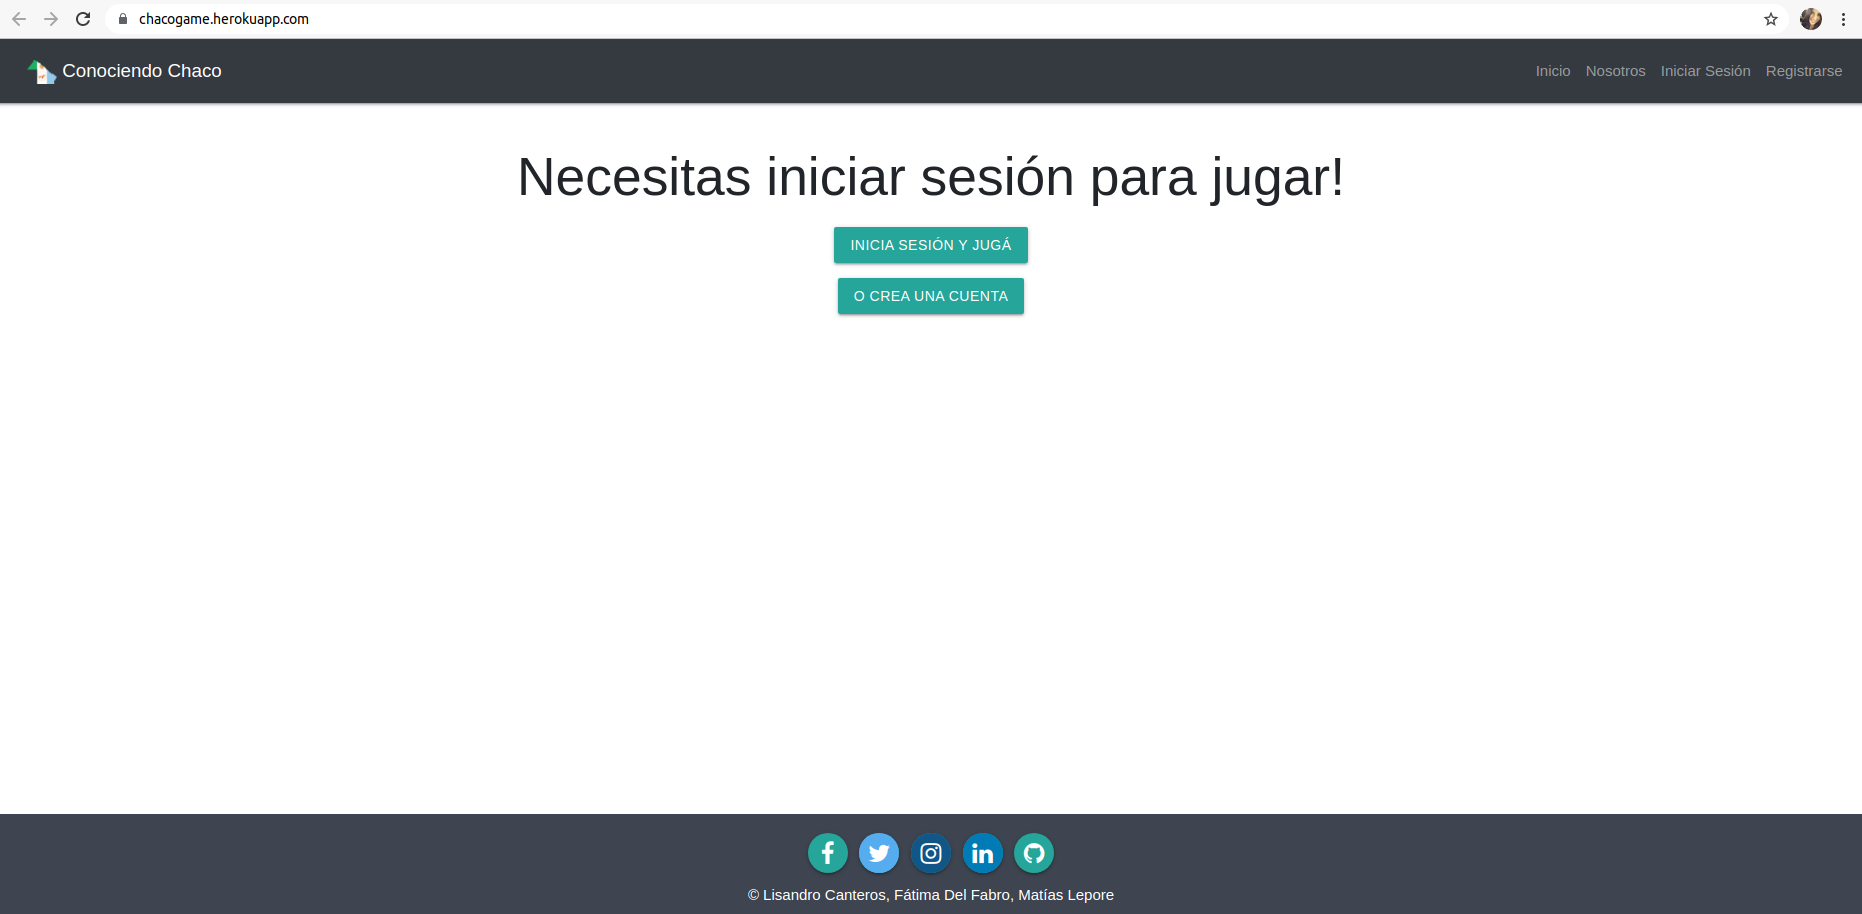 chacogame.herokuapp.com
Conociendo Chaco
Inicio Nosotros Iniciar Sesión Registrarse
Necesitas iniciar sesión para jugar!
INICIA SESIÓN Y JUGÁ
O CREA UNA CUENTA
© Lisandro Canteros, Fátima Del Fabro, Matías Lepore